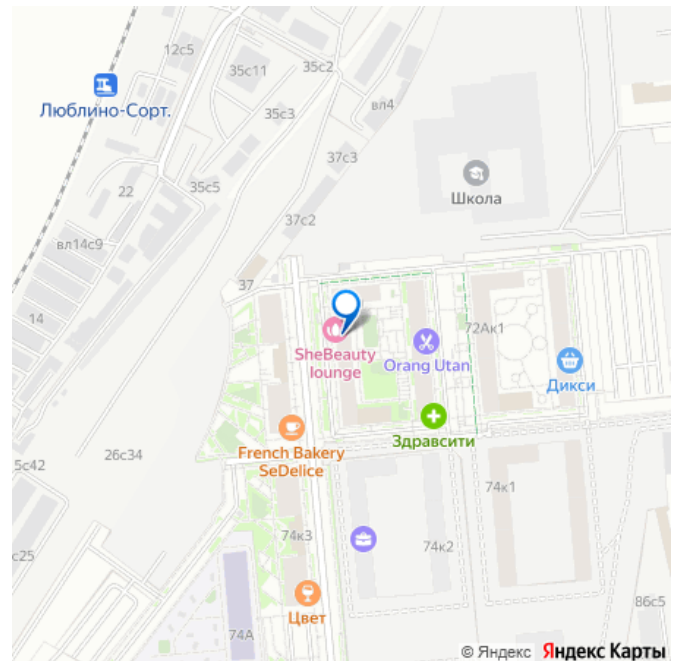 12с5
35с11
35с2
Люблино-Сорт.
35с3
вл4
37с3
22
35с5
Школа
37с2
вл14с9
37
14
SheBeauty
lounge
Orang Utan
72Ак1
Дикси
French Bakery
SeDelice
Здравсити
5с42
26с34
74к1
74к3
74к2
с25
Цвет
86с5
74А
© Яндекс Яндекс Карты